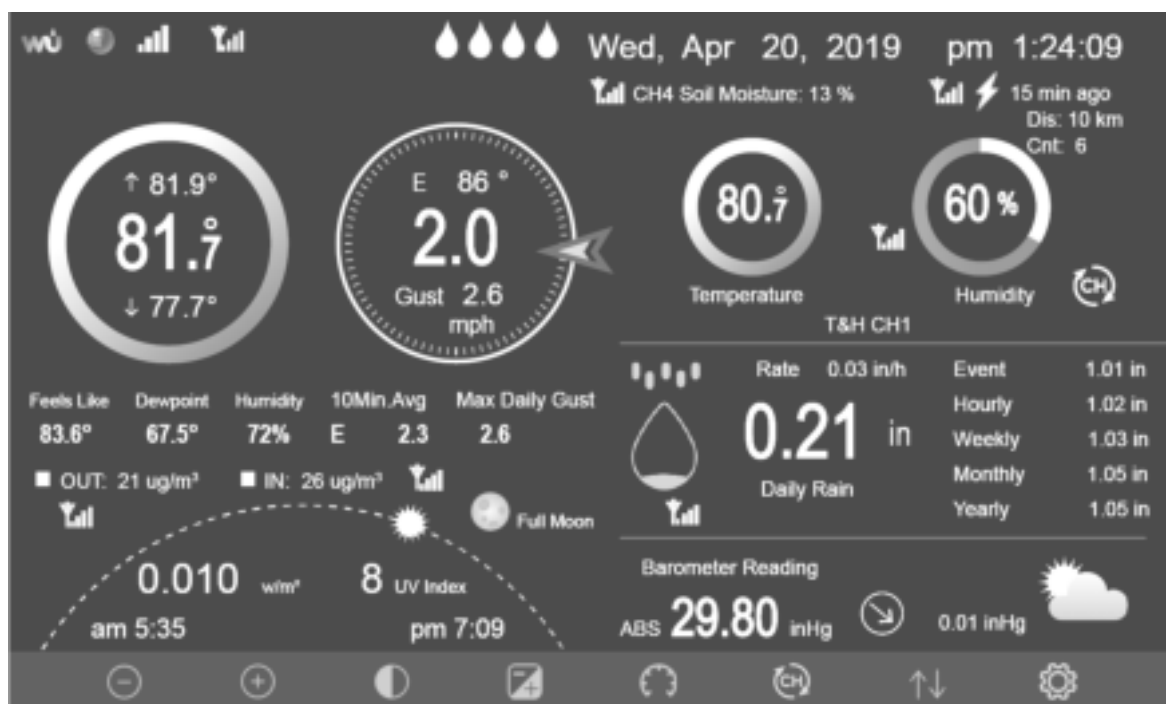 wu
Wed, Apr 20, 2019 pm 1:24:09
CH4 Soil Moisture: 13 %
15 min ago
Dis: 10 km
Cnt: 6
↑ 81.9°
81.7°
↓ 77.7°
E 86 °
2.0
Gust 2.6
mph
80.7°
Temperature
60 %
Humidity
CH
T&H CH1
Feels Like Dewpoint Humidity 10Min.Avg Max Daily Gust
83.6° 67.5° 72% E 2.3 2.6
OUT: 21 ug/m³ IN: 26 ug/m³
Full Moon
0.010 w/m² 8 UV Index
am 5:35 pm 7:09
Rate 0.03 in/h
0.21 in
Daily Rain
Event 1.01 in
Hourly 1.02 in
Weekly 1.03 in
Monthly 1.05 in
Yearly 1.05 in
Barometer Reading
ABS 29.80 inHg 0.01 inHg
CH